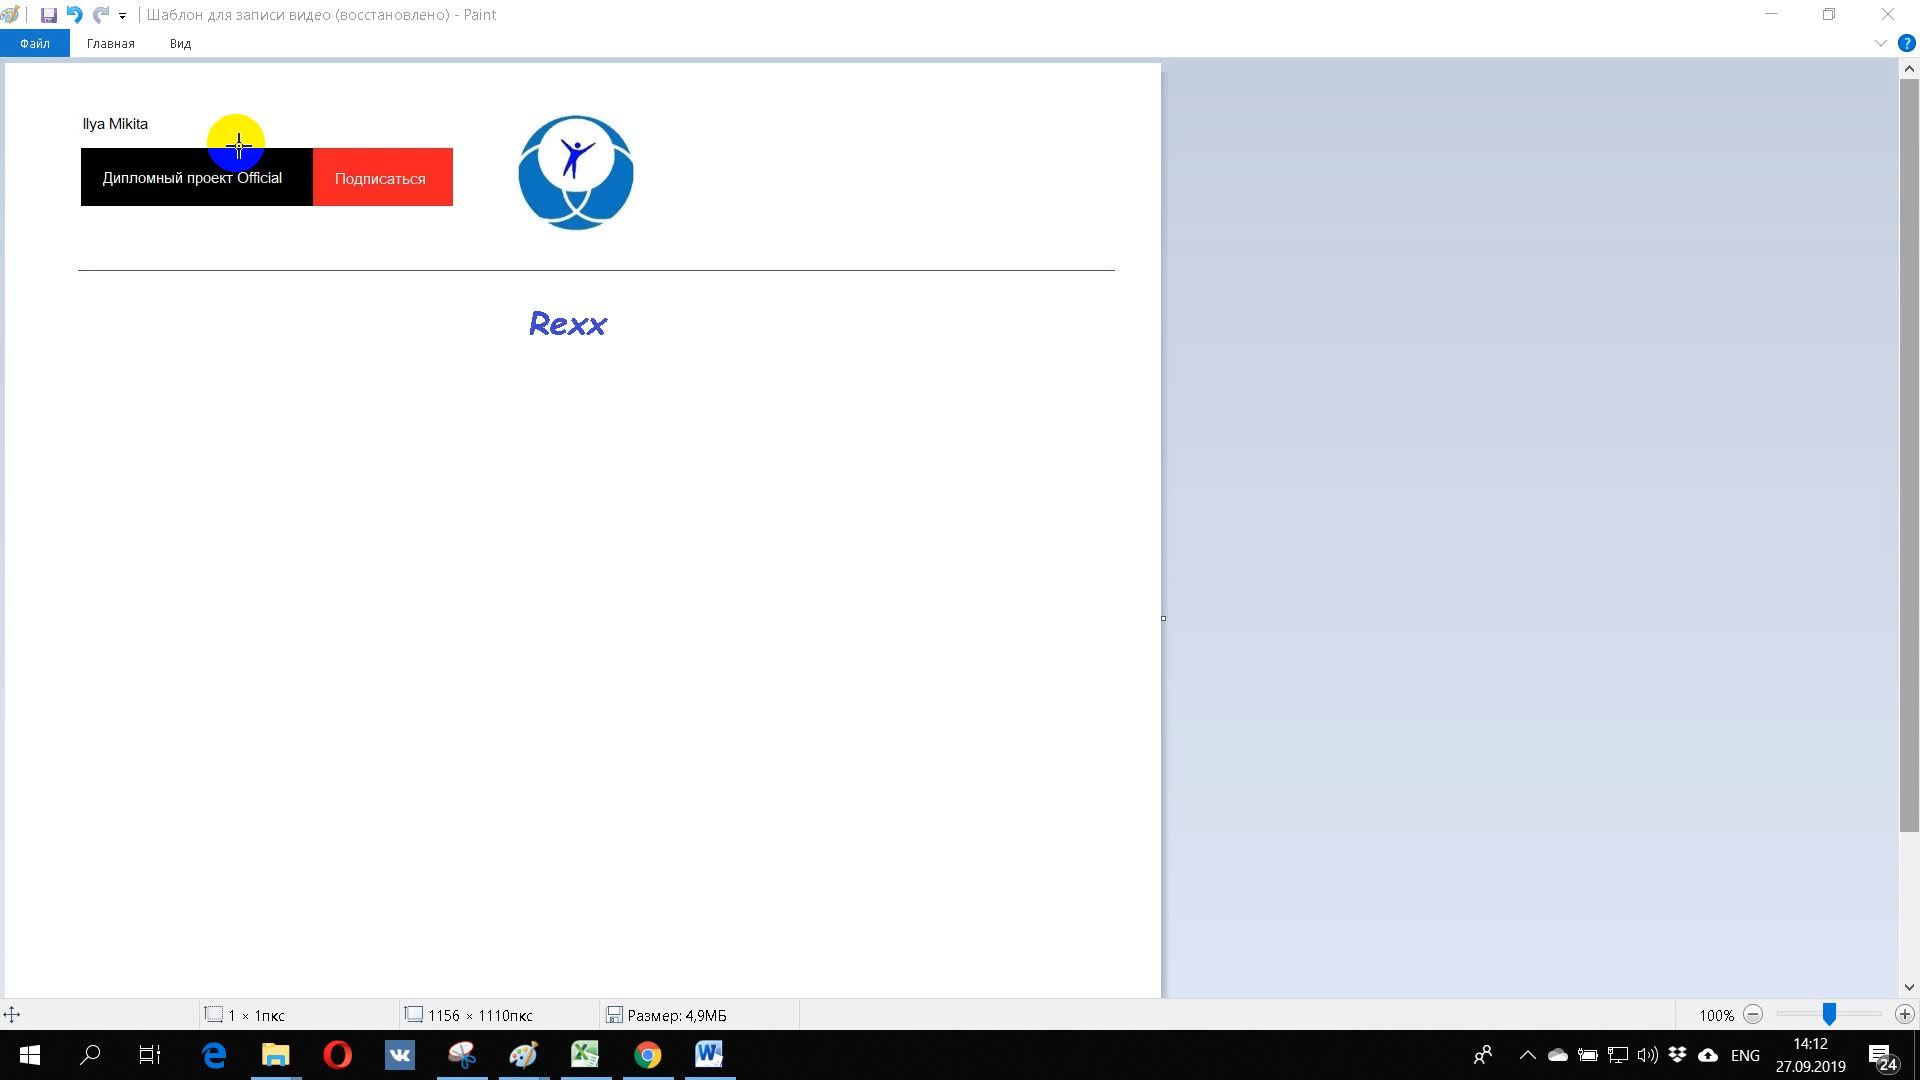 Шаблон для записи видео (восстановлено) - Paint
Файл Главная Вид
Ilya Mikita
Дипломный проект Official Подписаться
Rexx
1 × 1пкс 1156 × 1110пкс Размер: 4,9МБ 100%
ENG 14:12
27.09.2019 24